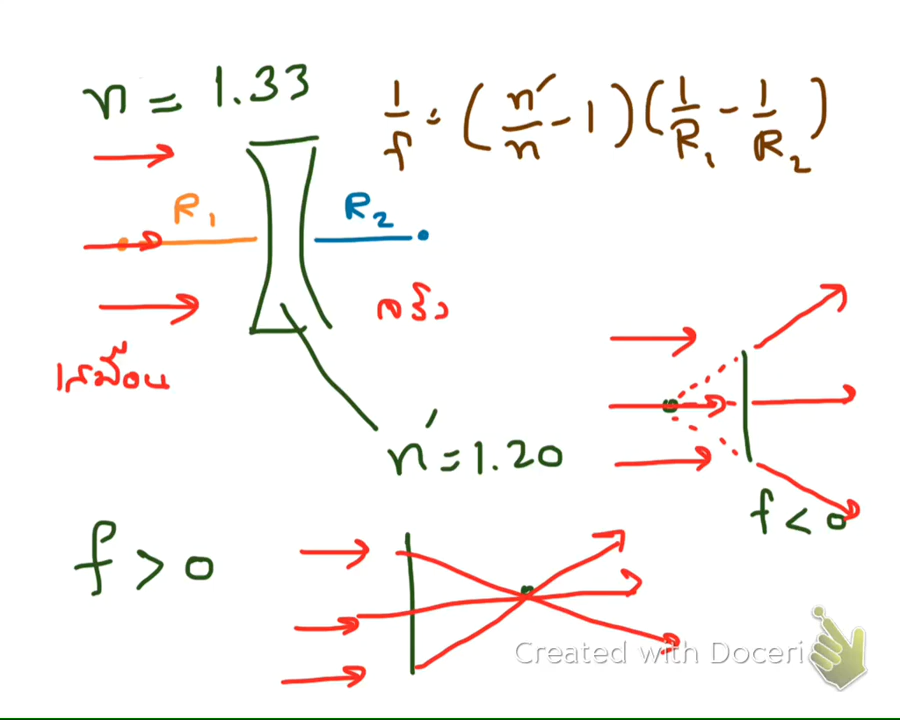 n = 1.33
1/f = (n′/n - 1)(1/R₁ - 1/R₂)
R₁
R₂
จริง
เสมือน
n′ = 1.20
f < 0
f > 0
Created with Doceri